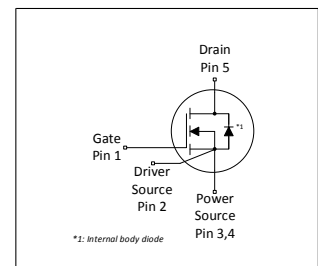 Drain
Pin 5
*1
Gate
Pin 1
Driver
Source
Pin 2
Power
Source
Pin 3,4
*1: Internal body diode